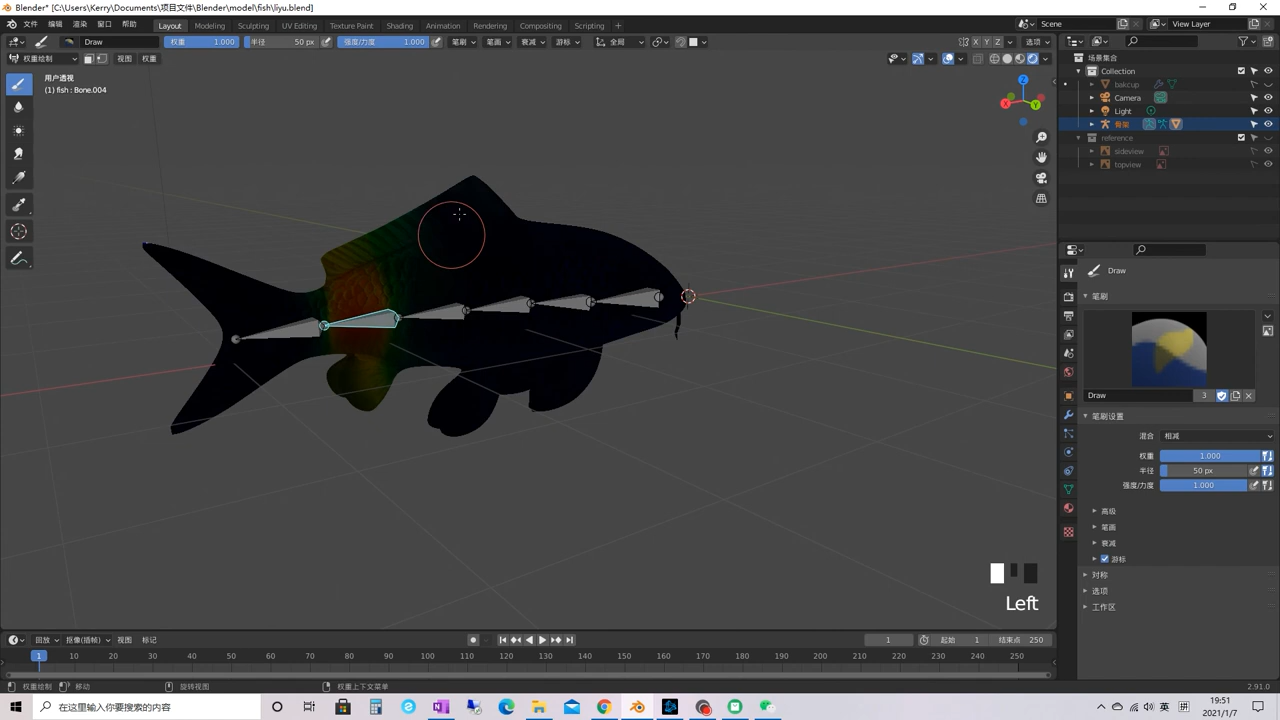 Blender* [C:\Users\Kerry\Documents\项目文件\Blender\model\fish\liyu.blend]
文件 编辑 渲染 窗口 帮助 Layout Modeling Sculpting UV Editing Texture Paint Shading Animation Rendering Compositing Scripting + Scene View Layer
Draw 权重 1.000 半径 50 px 强度/力度 1.000 笔刷 笔画 衰减 游标 全局 X Y Z 选项
权重绘制 视图 权重
用户透视
(1) fish : Bone.004
Z
X
Y
场景集合
Collection
bakcup
Camera
Light
骨架
reference
sideview
topview
Draw
笔刷
Draw 3
笔刷设置
混合 相减
权重 1.000
半径 50 px
强度/力度 1.000
高级
笔画
衰减
游标
对称
选项
工作区
Left
回放 抠像(插帧) 视图 标记 1 起始 1 结束点 250
1 10 20 30 40 50 60 70 80 90 100 110 120 130 140 150 160 170 180 190 200 210 220 230 240 250
权重绘制 移动 旋转视图 权重上下文菜单 2.91.0
在这里输入你要搜索的内容 英 拼 19:51
2021/1/7